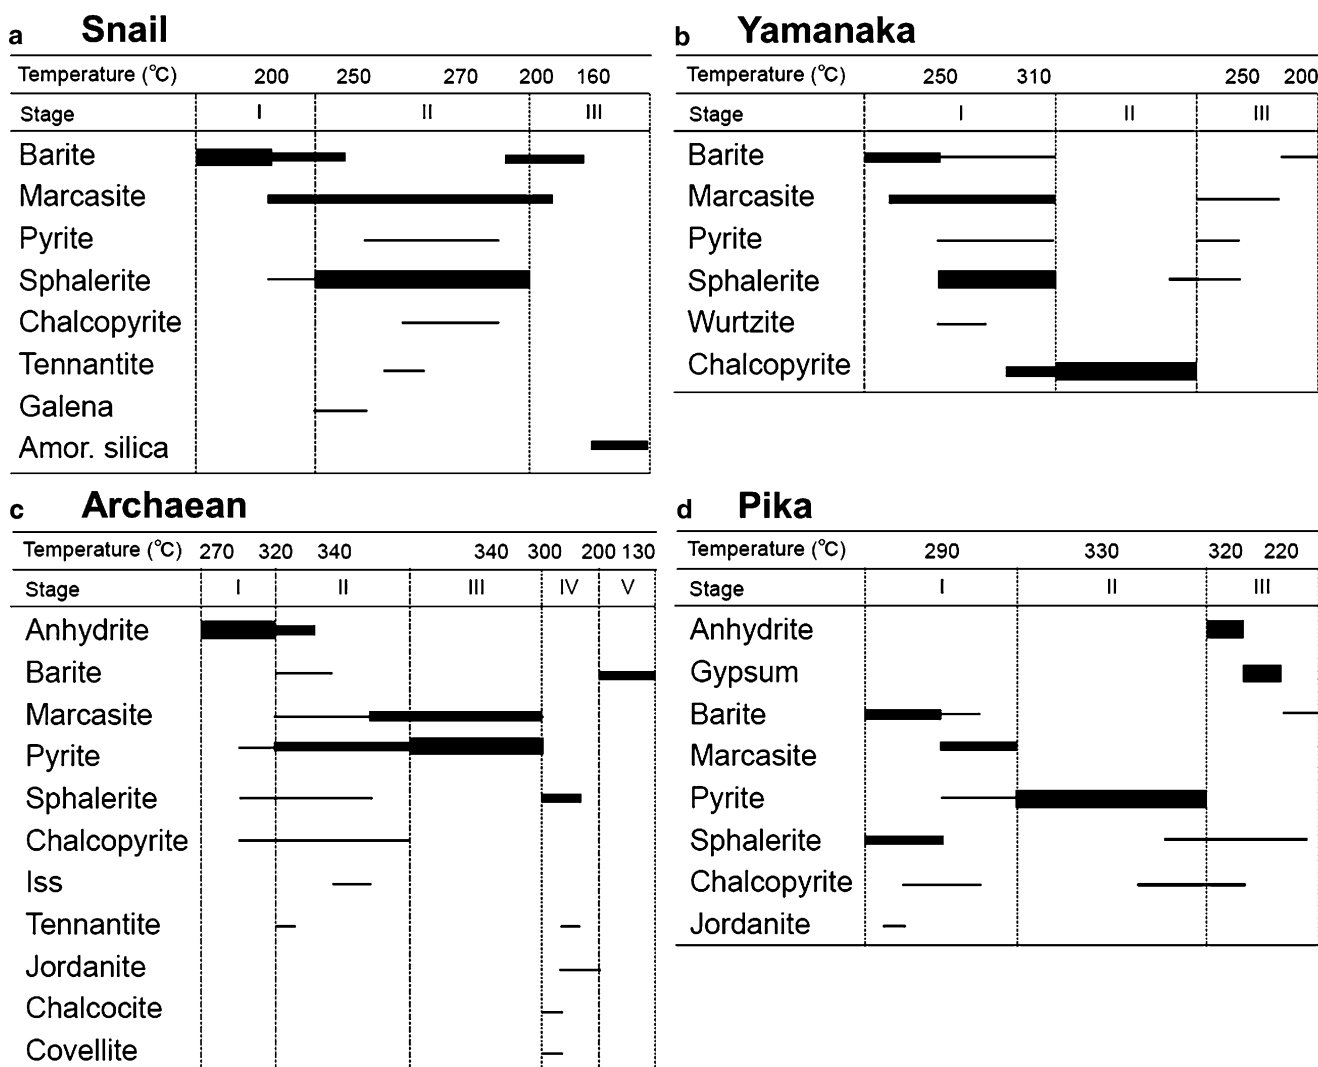 a Snail
Temperature (°C) 200 250 270 200 160
Stage I II III
Barite
Marcasite
Pyrite
Sphalerite
Chalcopyrite
Tennantite
Galena
Amor. silica
b Yamanaka
Temperature (°C) 250 310 250 200
Stage I II III
Barite
Marcasite
Pyrite
Sphalerite
Wurtzite
Chalcopyrite
c Archaean
Temperature (°C) 270 320 340 340 300 200 130
Stage I II III IV V
Anhydrite
Barite
Marcasite
Pyrite
Sphalerite
Chalcopyrite
Iss
Tennantite
Jordanite
Chalcocite
Covellite
d Pika
Temperature (°C) 290 330 320 220
Stage I II III
Anhydrite
Gypsum
Barite
Marcasite
Pyrite
Sphalerite
Chalcopyrite
Jordanite